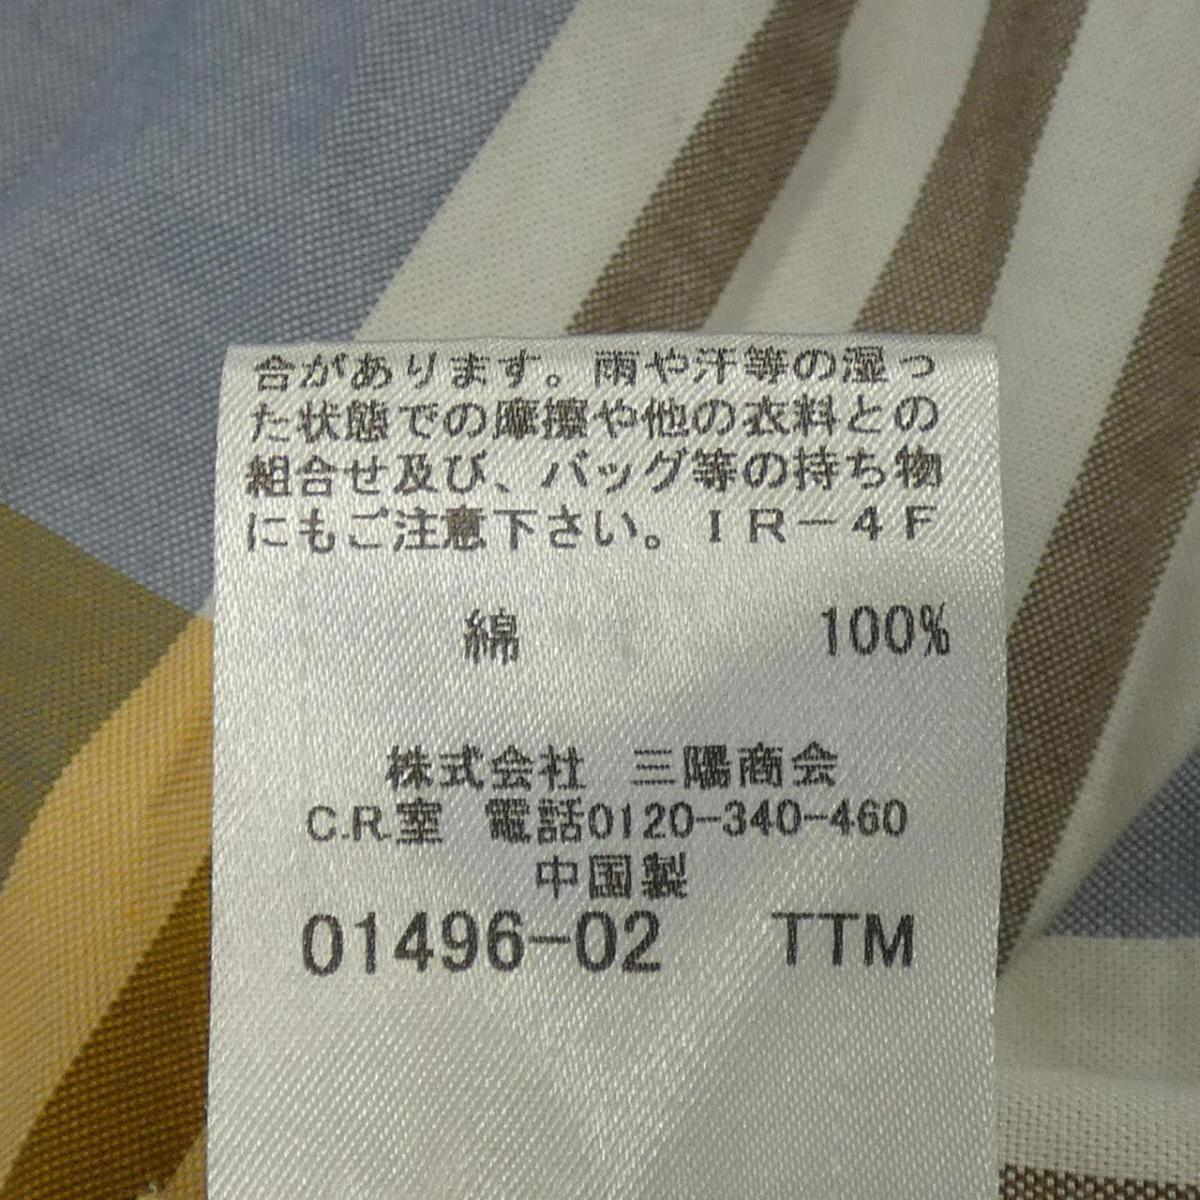 合があります。雨や汗等の湿っ
た状態での摩擦や他の衣料との
組合せ及び、バッグ等の持ち物
にもご注意下さい。ＩＲ－４Ｆ
綿 100%
株式会社 三陽商会
C.R.室 電話0120-340-460
中国製
01496-02 TTM